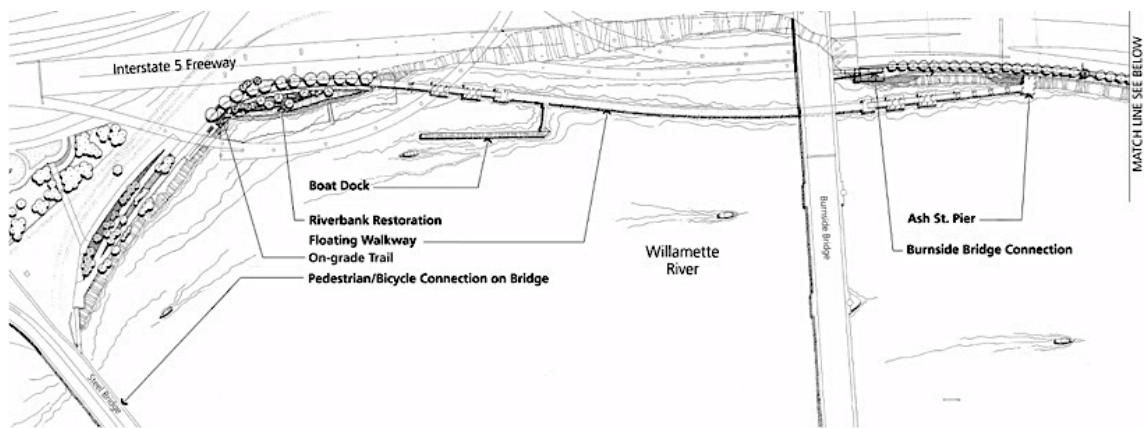 Interstate 5 Freeway
MATCH LINE SEE BELOW
Boat Dock
Riverbank Restoration
Floating Walkway
On-grade Trail
Pedestrian/Bicycle Connection on Bridge
Willamette
River
Burnside Bridge
Ash St. Pier
Burnside Bridge Connection
Steel Bridge